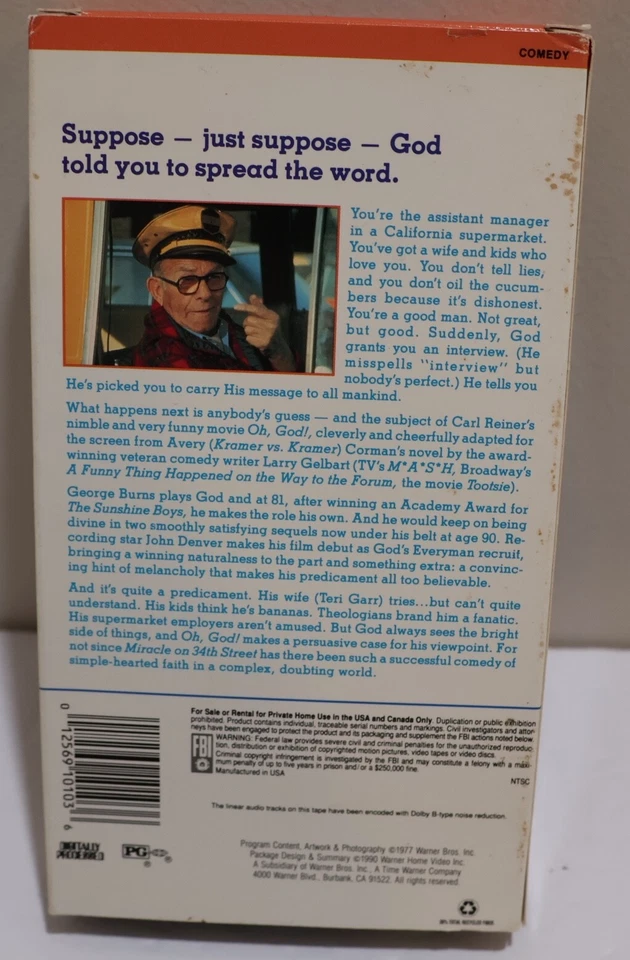 COMEDY
Suppose — just suppose — God
told you to spread the word.
You're the assistant manager
in a California supermarket.
You've got a wife and kids who
love you. You don't tell lies,
and you don't oil the cucum-
bers because it's dishonest.
You're a good man. Not great,
but good. Suddenly, God
grants you an interview. (He
misspells "interview" but
nobody's perfect.) He tells you
He's picked you to carry His message to all mankind.
What happens next is anybody's guess — and the subject of Carl Reiner's
nimble and very funny movie Oh, God!, cleverly and cheerfully adapted for
the screen from Avery (Kramer vs. Kramer) Corman's novel by the award-
winning veteran comedy writer Larry Gelbart (TV's M*A*S*H, Broadway's
A Funny Thing Happened on the Way to the Forum, the movie Tootsie).
George Burns plays God and at 81, after winning an Academy Award for
The Sunshine Boys, he makes the role his own. And he would keep on being
divine in two smoothly satisfying sequels now under his belt at age 90. Re-
cording star John Denver makes his film debut as God's Everyman recruit,
bringing a winning naturalness to the part and something extra: a convinc-
ing hint of melancholy that makes his predicament all too believable.
And it's quite a predicament. His wife (Teri Garr) tries...but can't quite
understand. His kids think he's bananas. Theologians brand him a fanatic.
His supermarket employers aren't amused. But God always sees the bright
side of things, and Oh, God! makes a persuasive case for his viewpoint. For
not since Miracle on 34th Street has there been such a successful comedy of
simple-hearted faith in a complex, doubting world.
0 12569 10103 6
For Sale or Rental for Private Home Use in the USA and Canada Only. Duplication or public exhibition
prohibited. Product contains individual, traceable serial numbers and markings. Civil investigators and attor-
neys have been engaged to protect the product and its packaging and supplement the FBI actions noted below.
FBI
WARNING: Federal law provides severe civil and criminal penalties for the unauthorized reproduc-
tion, distribution or exhibition of copyrighted motion pictures, video tapes or video discs.
Criminal copyright infringement is investigated by the FBI and may constitute a felony with a maxi-
mum penalty of up to five years in prison and/or a $250,000 fine.
Manufactured in USA
NTSC
The linear audio tracks on this tape have been encoded with Dolby B-type noise reduction.
DIGITALLY
PROCESSED
PG
®
®
Program Content, Artwork & Photography ©1977 Warner Bros. Inc.
Package Design & Summary ©1990 Warner Home Video Inc.
A Subsidiary of Warner Bros. Inc., A Time Warner Company
4000 Warner Blvd., Burbank, CA 91522. All rights reserved.